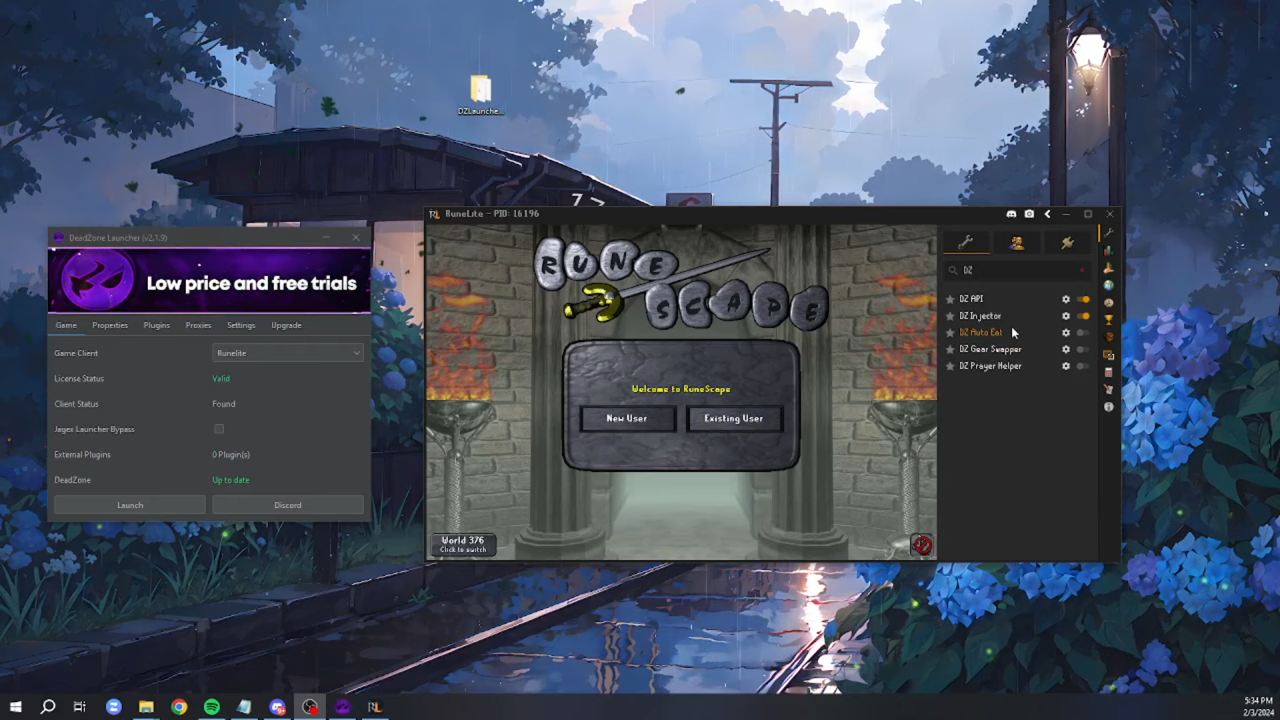 DZLaunche...
DeadZone Launcher (v2.1.9)
Low price and free trials
Game
Properties
Plugins
Proxies
Settings
Upgrade
Game Client
Runelite
License Status
Valid
Client Status
Found
Jagex Launcher Bypass
External Plugins
0 Plugin(s)
DeadZone
Up to date
Launch
Discord
RuneLite - PID: 16196
RUNE
SCAPE
Welcome to RuneScape
New User
Existing User
World 376
Click to switch
DZ
DZ API
DZ Injector
DZ Auto Eat
DZ Gear Swapper
DZ Prayer Helper
5:34 PM
2/3/2024